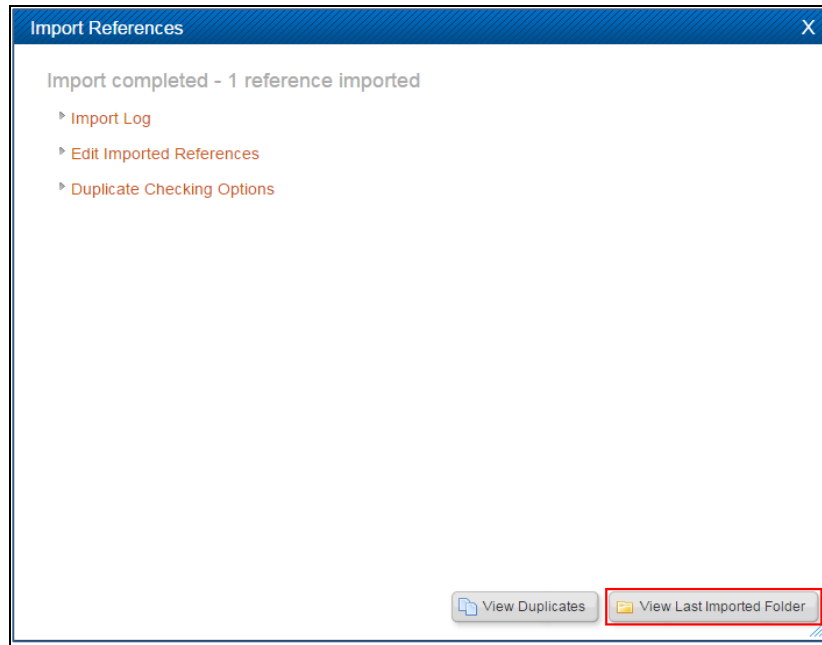 Import References X
Import completed - 1 reference imported
Import Log
Edit Imported References
Duplicate Checking Options
View Duplicates View Last Imported Folder